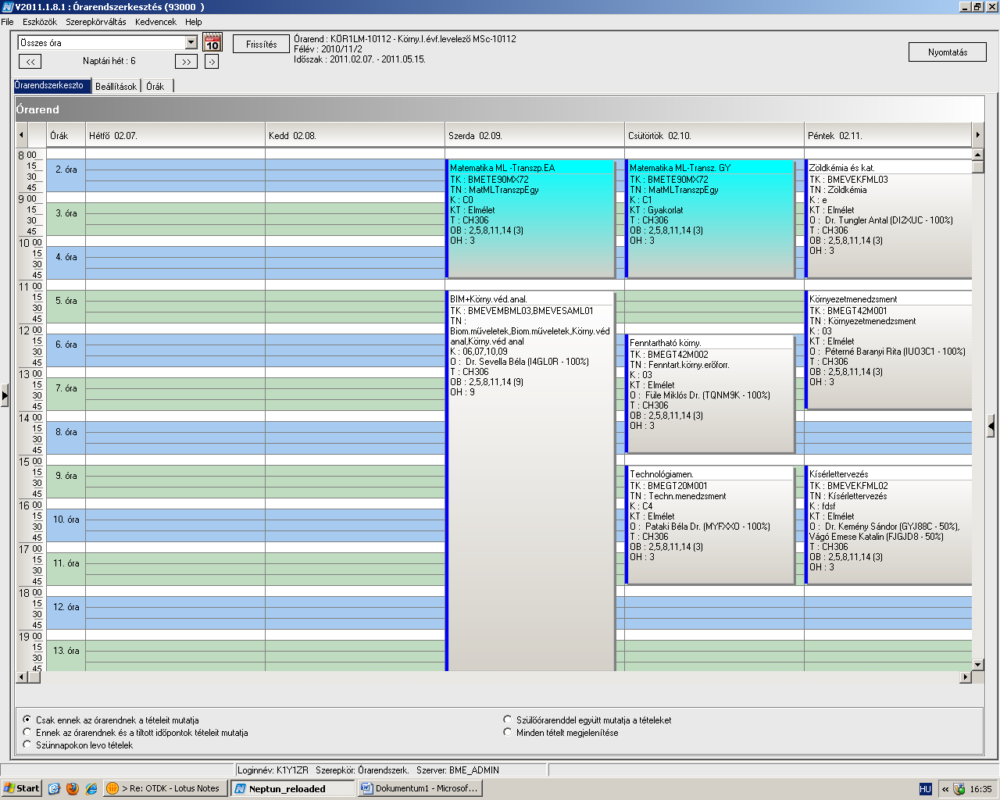 V2011.1.8.1 : Órarendszerkesztés (93000 )
File Eszközök Szerepkörváltás Kedvencek Help
Összes óra
10
Frissítés
Órarend : KÖR1LM-10112 - Körny.I.évf.levelező MSc-10112
Félév : 2010/11/2
Időszak : 2011.02.07. - 2011.05.15.
Nyomtatás
<< Naptári hét : 6 >> ->
Órarendszerkeszto Beállítások Órák
Órarend
Órák Hétfő 02.07. Kedd 02.08. Szerda 02.09. Csütörtök 02.10. Péntek 02.11.
8 00
15
30
45
9 00
15
30
45
10 00
15
30
45
11 00
15
30
45
12 00
15
30
45
13 00
15
30
45
14 00
15
30
45
15 00
15
30
45
16 00
15
30
45
17 00
15
30
45
18 00
15
30
45
19 00
15
30
45
2. óra
3. óra
4. óra
5. óra
6. óra
7. óra
8. óra
9. óra
10. óra
11. óra
12. óra
13. óra
Matematika ML -Transzp.EA
TK : BMETE90MX72
TN : MatMLTranszpEgy
K : C0
KT : Elmélet
T : CH306
OB : 2,5,8,11,14 (3)
OH : 3
BIM+Körny.véd.anal.
TK : BMEVEMBML03,BMEVESAML01
TN :
Biom.műveletek,Biom.műveletek,Körny.véd
anal,Körny.véd anal
K : 06,07,10,09
O : Dr. Sevella Béla (I4GL0R - 100%)
T : CH306
OB : 2,5,8,11,14 (9)
OH : 9
Matematika ML-Transz. GY
TK : BMETE90MX72
TN : MatMLTranszpEgy
K : C1
KT : Gyakorlat
T : CH306
OB : 2,5,8,11,14 (3)
OH : 3
Fenntartható körny.
TK : BMEGT42M002
TN : Fenntart.körny.erőforr.
K : 03
KT : Elmélet
O : Füle Miklós Dr. (TQNM9K - 100%)
T : CH306
OB : 2,5,8,11,14 (3)
OH : 3
Technológiamen.
TK : BMEGT20M001
TN : Techn.menedzsment
K : C4
KT : Elmélet
O : Pataki Béla Dr. (MYFXXO - 100%)
T : CH306
OB : 2,5,8,11,14 (3)
OH : 3
Zöldkémia és kat.
TK : BMEVEKFML03
TN : Zöldkémia
K : e
KT : Elmélet
O : Dr. Tungler Antal (DI2XUC - 100%)
T : CH306
OB : 2,5,8,11,14 (3)
OH : 3
Környezetmenedzsment
TK : BMEGT42M001
TN : Környezetmenedzsment
K : 03
KT : Elmélet
O : Péterné Baranyi Rita (IUO3C1 - 100%)
T : CH306
OB : 2,5,8,11,14 (3)
OH : 3
Kísérlettervezés
TK : BMEVEKFML02
TN : Kísérlettervezés
K : fdsf
KT : Elmélet
O : Dr. Kemény Sándor (GYJ88C - 50%),
Vágó Emese Katalin (FJGJD8 - 50%)
T : CH306
OB : 2,5,8,11,14 (3)
OH : 3
Csak ennek az órarendnek a tételeit mutatja
Ennek az órarendnek és a tiltott időpontok tételeit mutatja
Szünnapokon levo tételek
Szülőórarenddel együtt mutatja a tételeket
Minden tételt megjelenítése
Loginnév: K1Y1ZR Szerepkör: Órarendszerk. Szerver: BME_ADMIN
Start > Re: OTDK - Lotus Notes Neptun_reloaded Dokumentum1 - Microsof... HU « 16:35